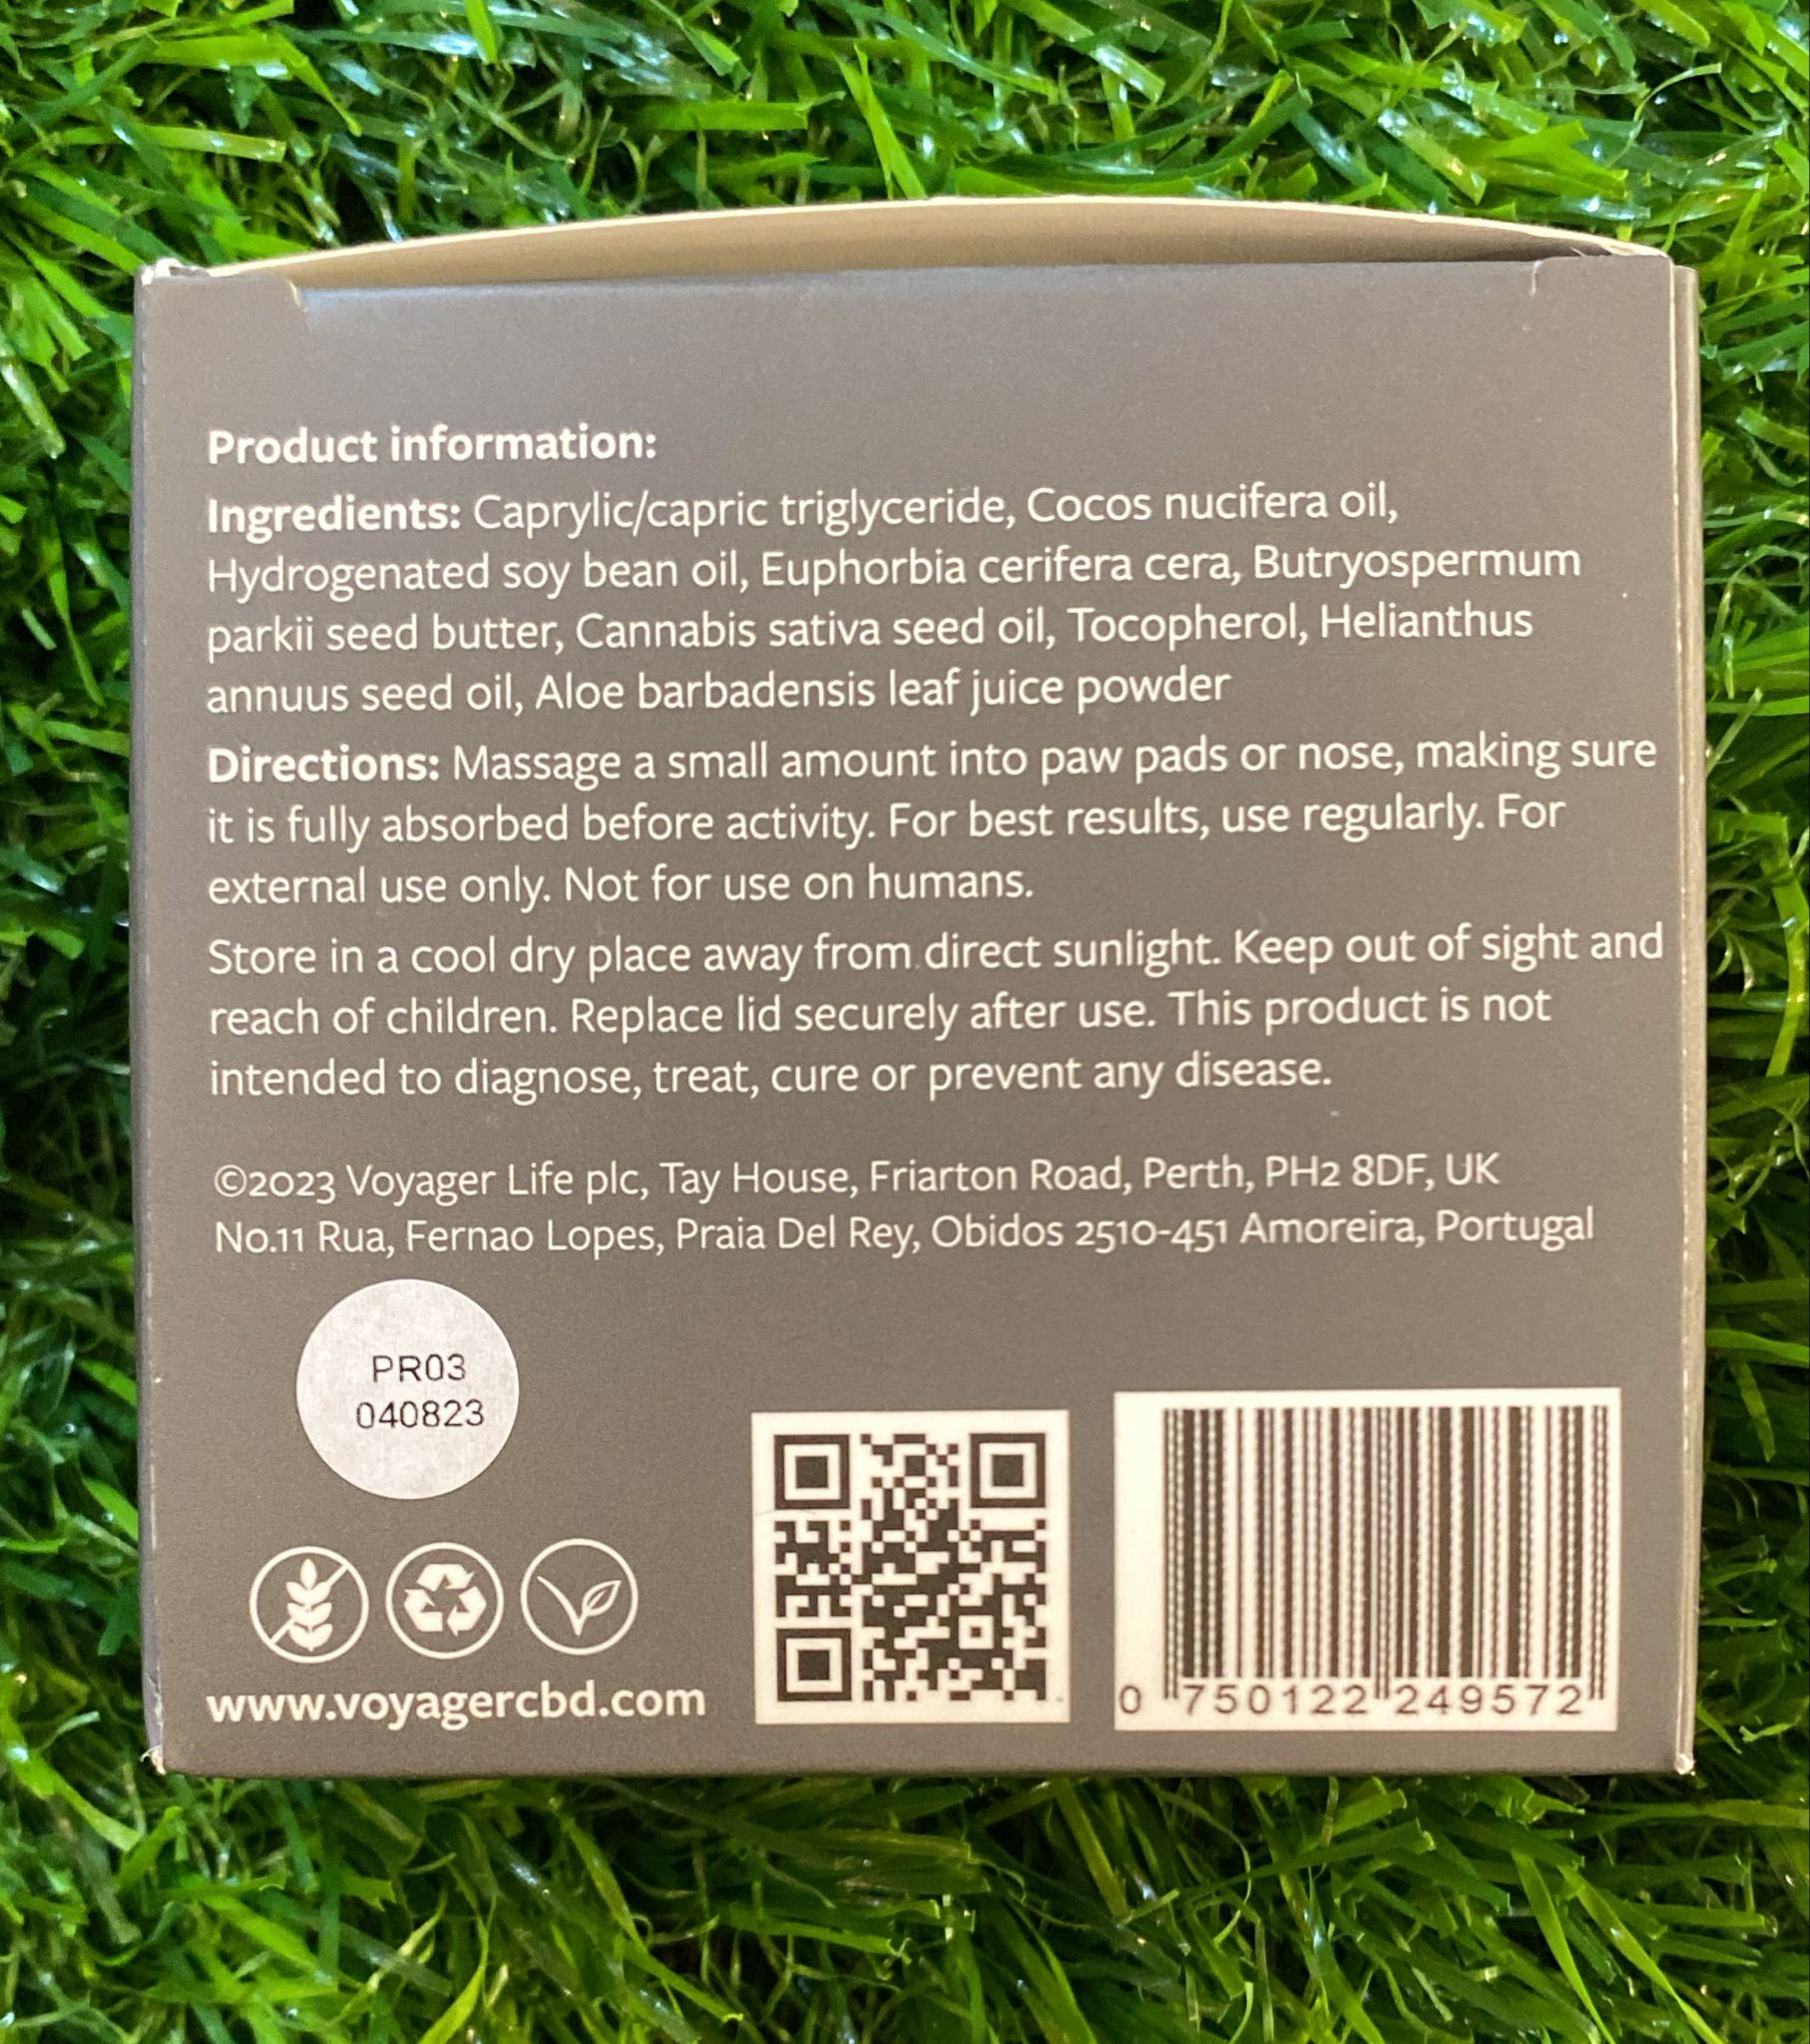 Product information:
Ingredients: Caprylic/capric triglyceride, Cocos nucifera oil,
Hydrogenated soy bean oil, Euphorbia cerifera cera, Butryospermum
parkii seed butter, Cannabis sativa seed oil, Tocopherol, Helianthus
annuus seed oil, Aloe barbadensis leaf juice powder
Directions: Massage a small amount into paw pads or nose, making sure
it is fully absorbed before activity. For best results, use regularly. For
external use only. Not for use on humans.
Store in a cool dry place away from direct sunlight. Keep out of sight and
reach of children. Replace lid securely after use. This product is not
intended to diagnose, treat, cure or prevent any disease.
©2023 Voyager Life plc, Tay House, Friarton Road, Perth, PH2 8DF, UK
No.11 Rua, Fernao Lopes, Praia Del Rey, Obidos 2510-451 Amoreira, Portugal
PR03
040823
www.voyagercbd.com
0 750122 249572